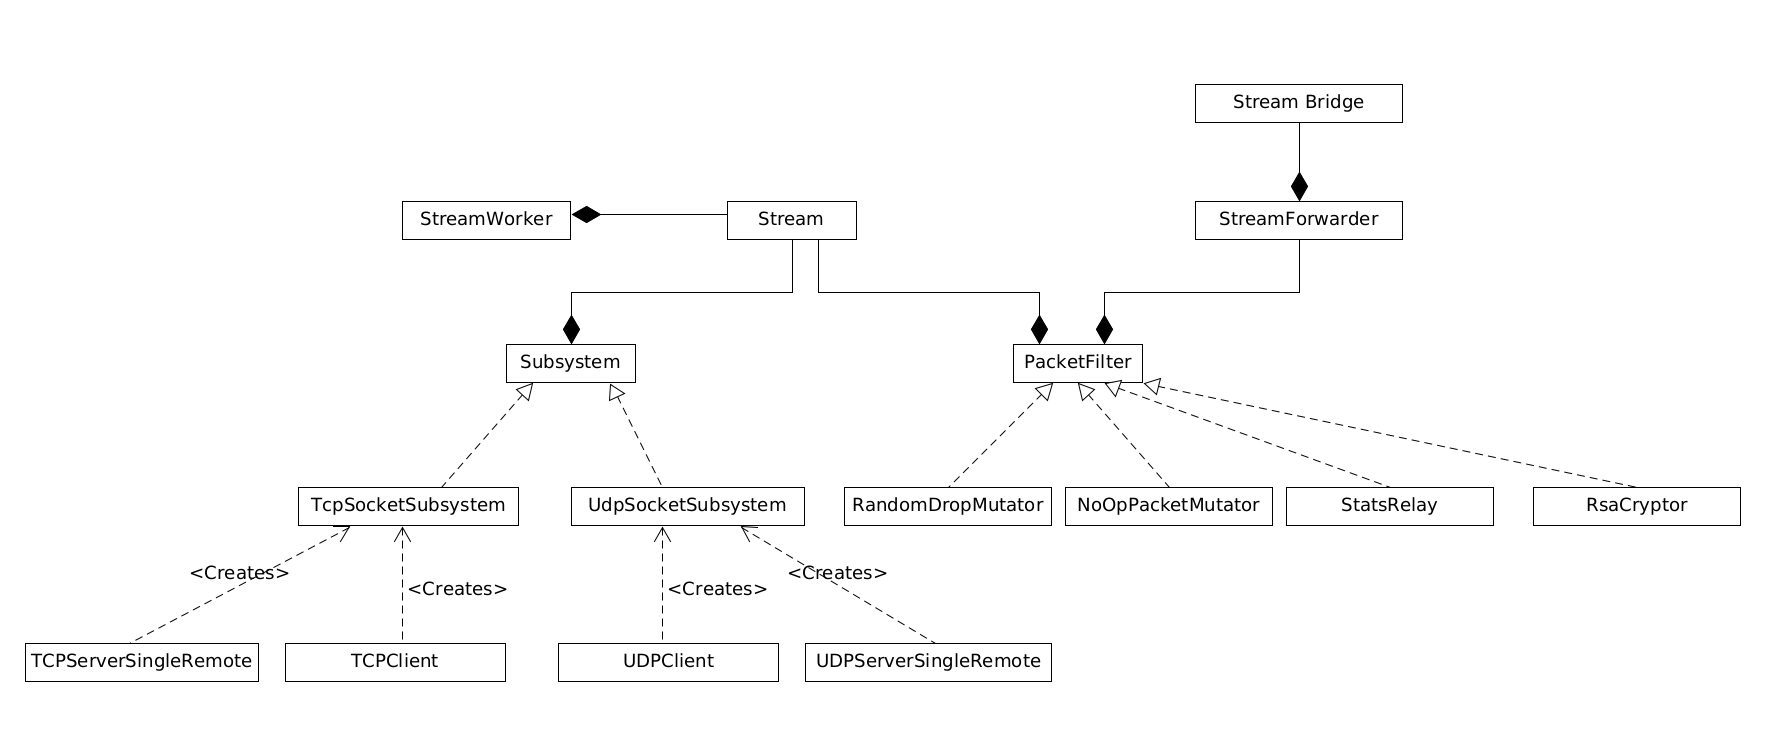 Stream Bridge
StreamWorker
Stream
StreamForwarder
Subsystem
PacketFilter
TcpSocketSubsystem
UdpSocketSubsystem
RandomDropMutator
NoOpPacketMutator
StatsRelay
RsaCryptor
<Creates>
<Creates>
<Creates>
<Creates>
TCPServerSingleRemote
TCPClient
UDPClient
UDPServerSingleRemote